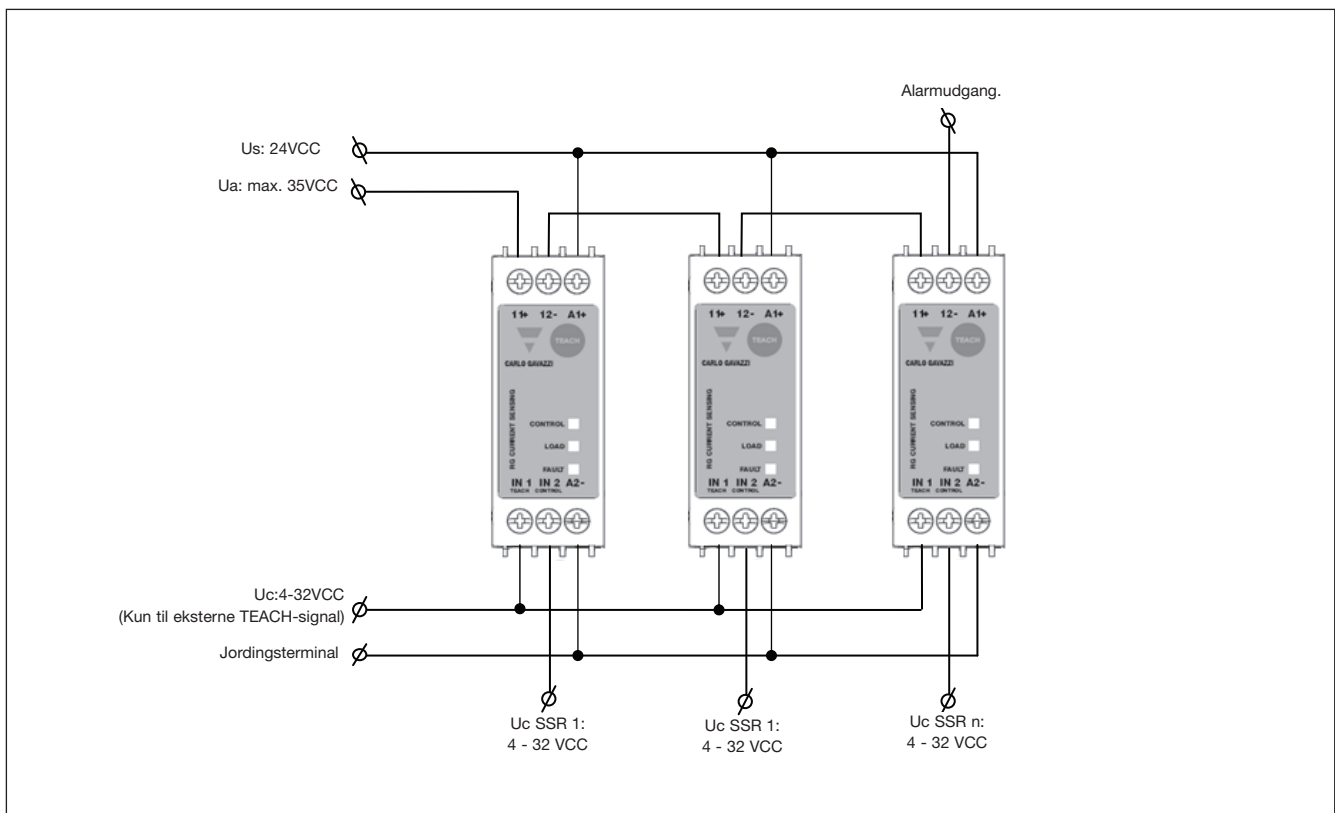 Alarmudgang.
Us: 24VCC
Ua: max. 35VCC
11+ 12- A1+
TEACH
CARLO GAVAZZI
RG CURRENT SENSING
CONTROL
LOAD
FAULT
IN 1 IN 2 A2-
TEACH CONTROL
11+ 12- A1+
TEACH
CARLO GAVAZZI
RG CURRENT SENSING
CONTROL
LOAD
FAULT
IN 1 IN 2 A2-
TEACH CONTROL
11+ 12- A1+
TEACH
CARLO GAVAZZI
RG CURRENT SENSING
CONTROL
LOAD
FAULT
IN 1 IN 2 A2-
TEACH CONTROL
Uc:4-32VCC
(Kun til eksterne TEACH-signal)
Jordingsterminal
Uc SSR 1:
4 - 32 VCC
Uc SSR 1:
4 - 32 VCC
Uc SSR n:
4 - 32 VCC